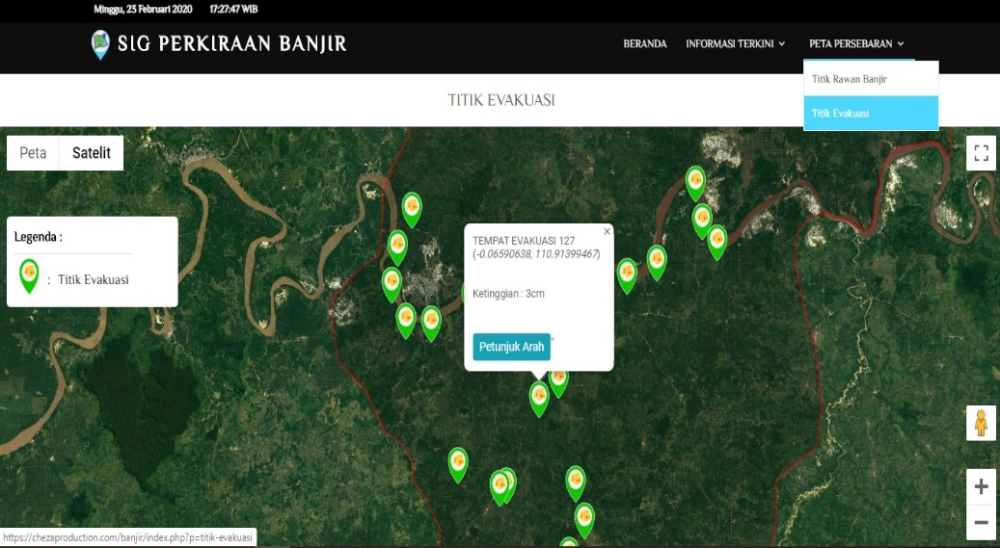 Minggu, 23 Februari 2020 17:27:47 WIB
SIG PERKIRAAN BANJIR
BERANDA
INFORMASI TERKINI
PETA PERSEBARAN
Titik Rawan Banjir
Titik Evakuasi
TITIK EVAKUASI
Peta
Satelit
Legenda :
: Titik Evakuasi
X
TEMPAT EVAKUASI 127
(-0.06590638, 110.91399467)
Ketinggian : 3cm
Petunjuk Arah
https://chezaproduction.com/banjir/index.php?p=titik-evakuasi